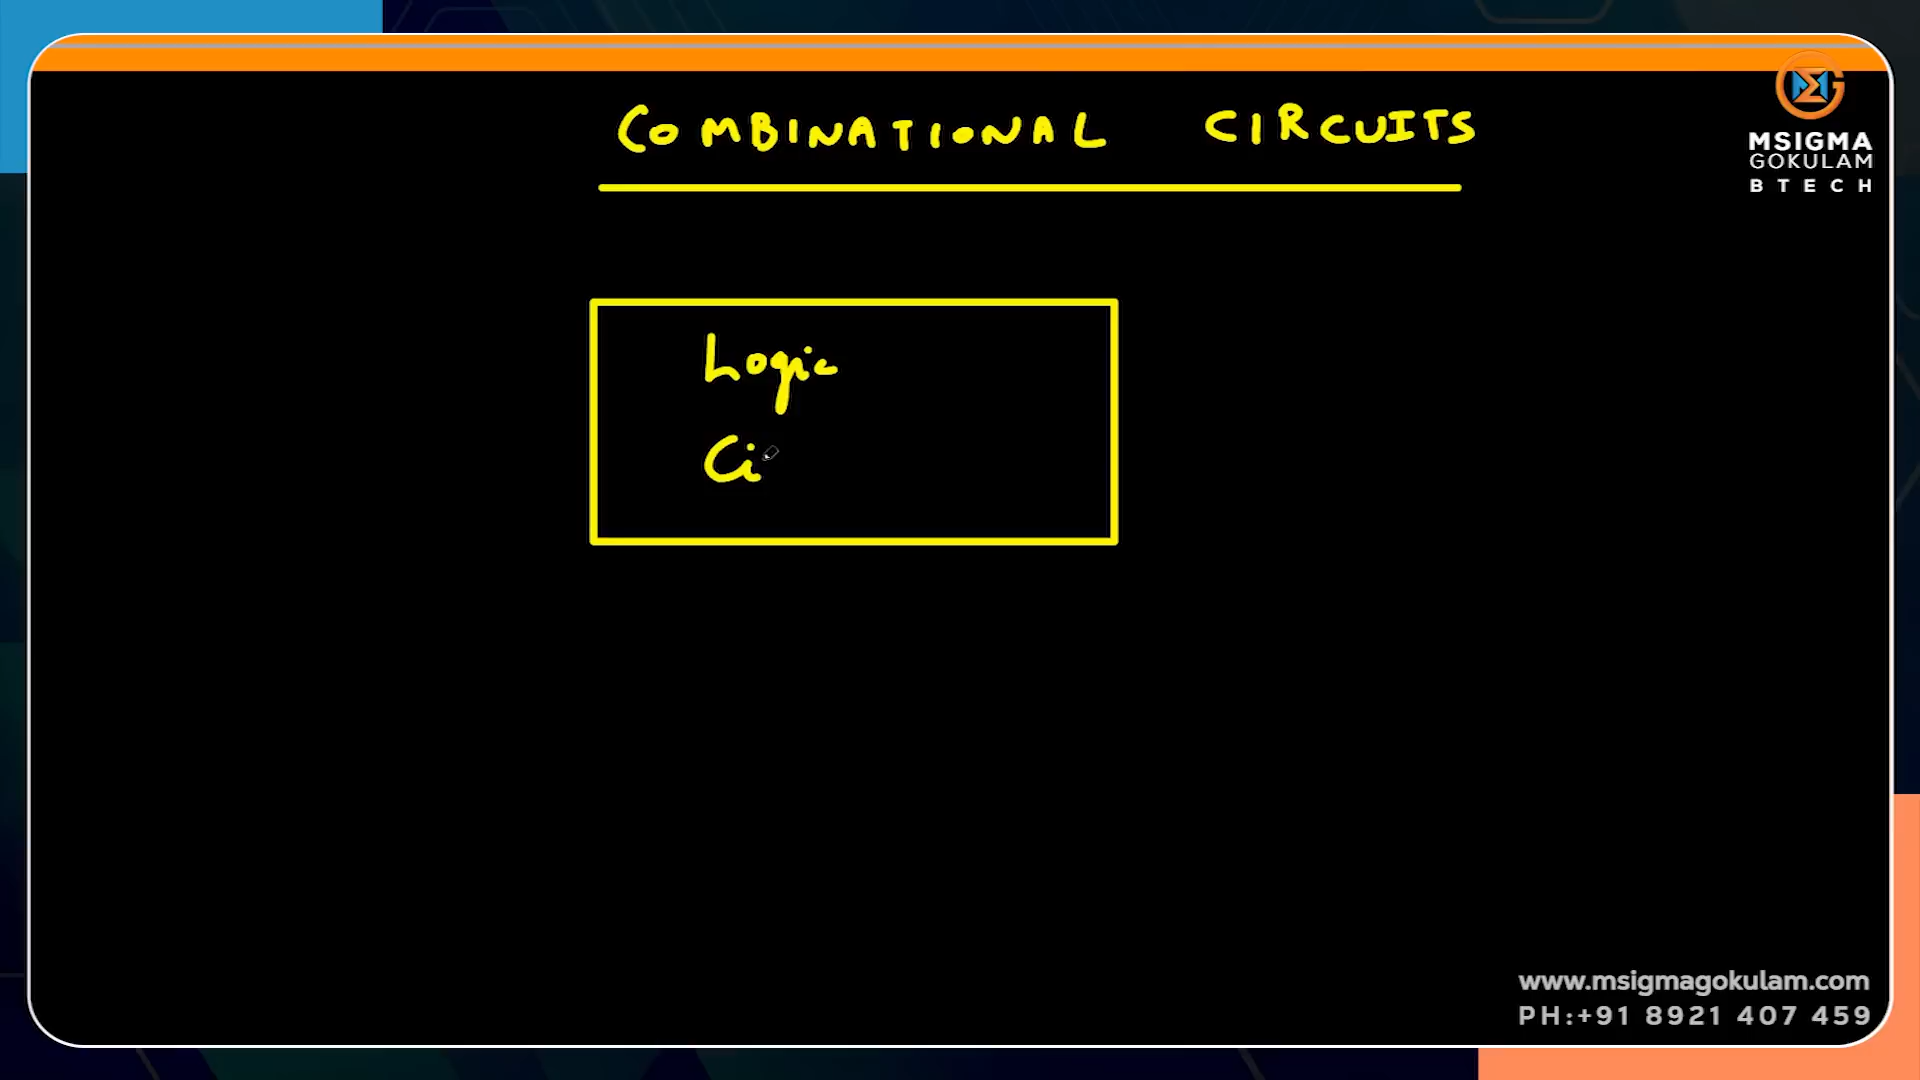 COMBINATIONAL CIRCUITS
MSIGMA
GOKULAM
BTECH
Logic
Ci
www.msigmagokulam.com
PH:+91 8921 407 459